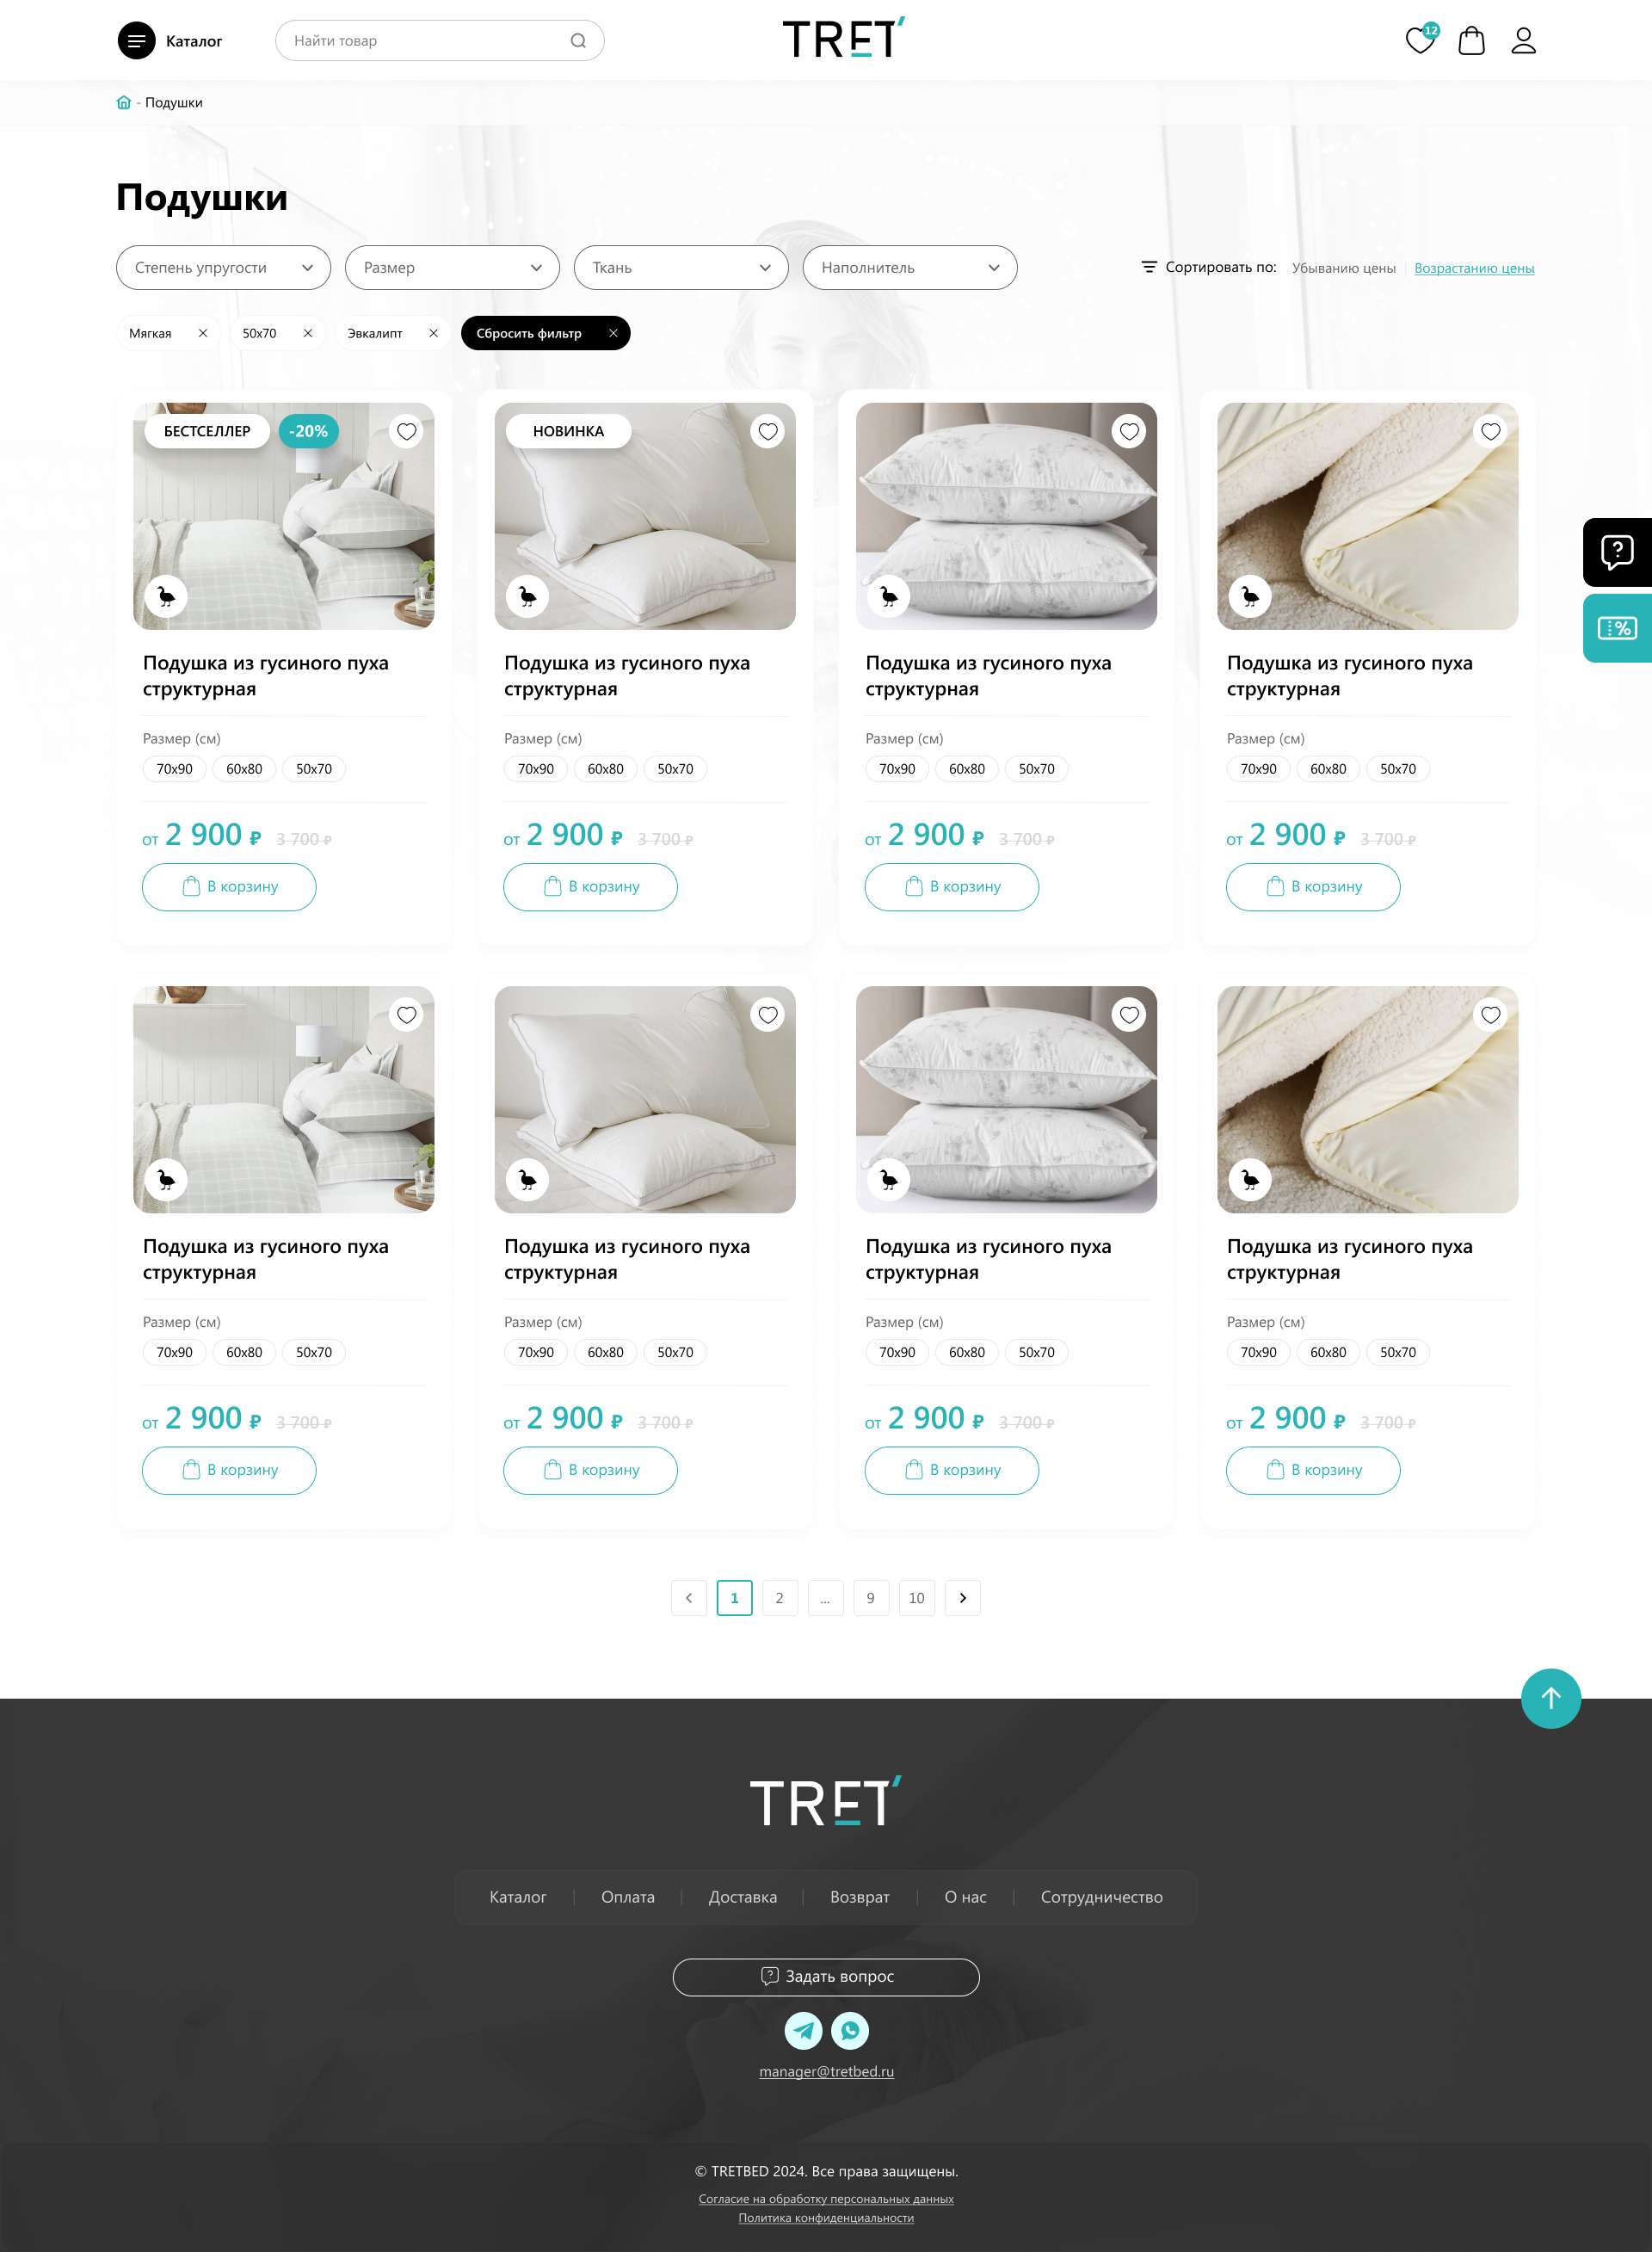 Каталог
Найти товар
TRET'
12
- Подушки
Подушки
Степень упругости
Размер
Ткань
Наполнитель
Сортировать по:
Убыванию цены
Возрастанию цены
Мягкая
50x70
Эвкалипт
Сбросить фильтр
БЕСТСЕЛЛЕР
-20%
НОВИНКА
Подушка из гусиного пуха
структурная
Размер (см)
70x90 60x80 50x70
от 2 900 ₽ 3 700 ₽
В корзину
Подушка из гусиного пуха
структурная
Размер (см)
70x90 60x80 50x70
от 2 900 ₽ 3 700 ₽
В корзину
Подушка из гусиного пуха
структурная
Размер (см)
70x90 60x80 50x70
от 2 900 ₽ 3 700 ₽
В корзину
Подушка из гусиного пуха
структурная
Размер (см)
70x90 60x80 50x70
от 2 900 ₽ 3 700 ₽
В корзину
Подушка из гусиного пуха
структурная
Размер (см)
70x90 60x80 50x70
от 2 900 ₽ 3 700 ₽
В корзину
Подушка из гусиного пуха
структурная
Размер (см)
70x90 60x80 50x70
от 2 900 ₽ 3 700 ₽
В корзину
Подушка из гусиного пуха
структурная
Размер (см)
70x90 60x80 50x70
от 2 900 ₽ 3 700 ₽
В корзину
Подушка из гусиного пуха
структурная
Размер (см)
70x90 60x80 50x70
от 2 900 ₽ 3 700 ₽
В корзину
1 2 ... 9 10
TRET'
Каталог
Оплата
Доставка
Возврат
О нас
Сотрудничество
Задать вопрос
manager@tretbed.ru
© TRETBED 2024. Все права защищены.
Согласие на обработку персональных данных
Политика конфиденциальности